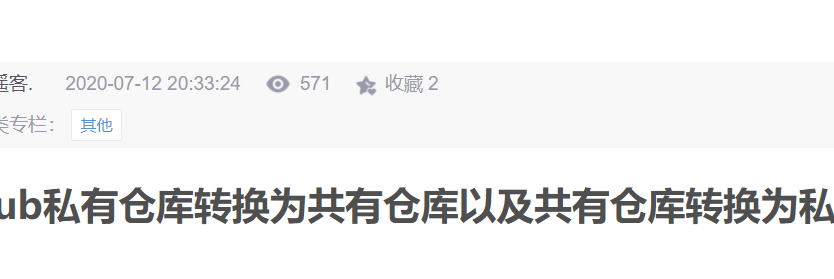 遥客. 2020-07-12 20:33:24 571 收藏 2
类专栏： 其他
ub私有仓库转换为共有仓库以及共有仓库转换为私